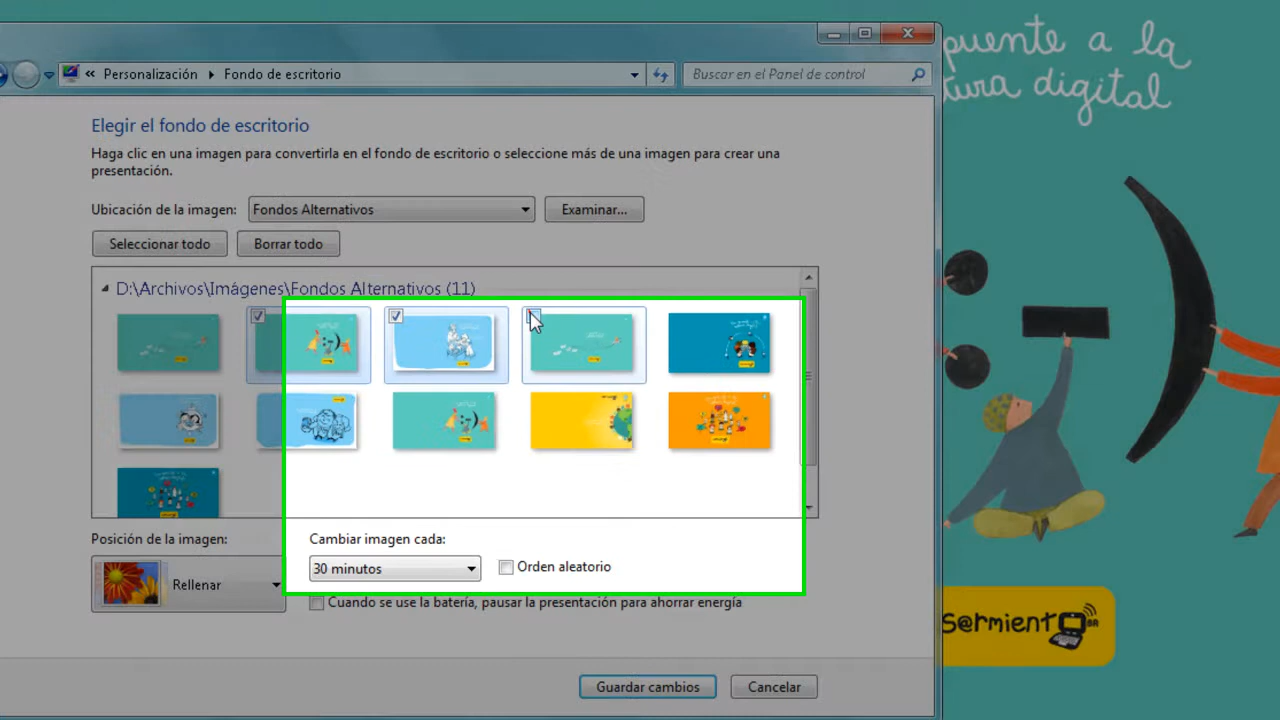 puente a la
tura digital
« Personalización ▸ Fondo de escritorio
Buscar en el Panel de control
Elegir el fondo de escritorio
Haga clic en una imagen para convertirla en el fondo de escritorio o seleccione más de una imagen para crear una
presentación.
Ubicación de la imagen: Fondos Alternativos Examinar...
Seleccionar todo Borrar todo
D:\Archivos\Imágenes\Fondos Alternativos (11)
Posición de la imagen: Cambiar imagen cada:
Rellenar 30 minutos Orden aleatorio
Cuando se use la batería, pausar la presentación para ahorrar energía
S@rmient BA
Guardar cambios Cancelar